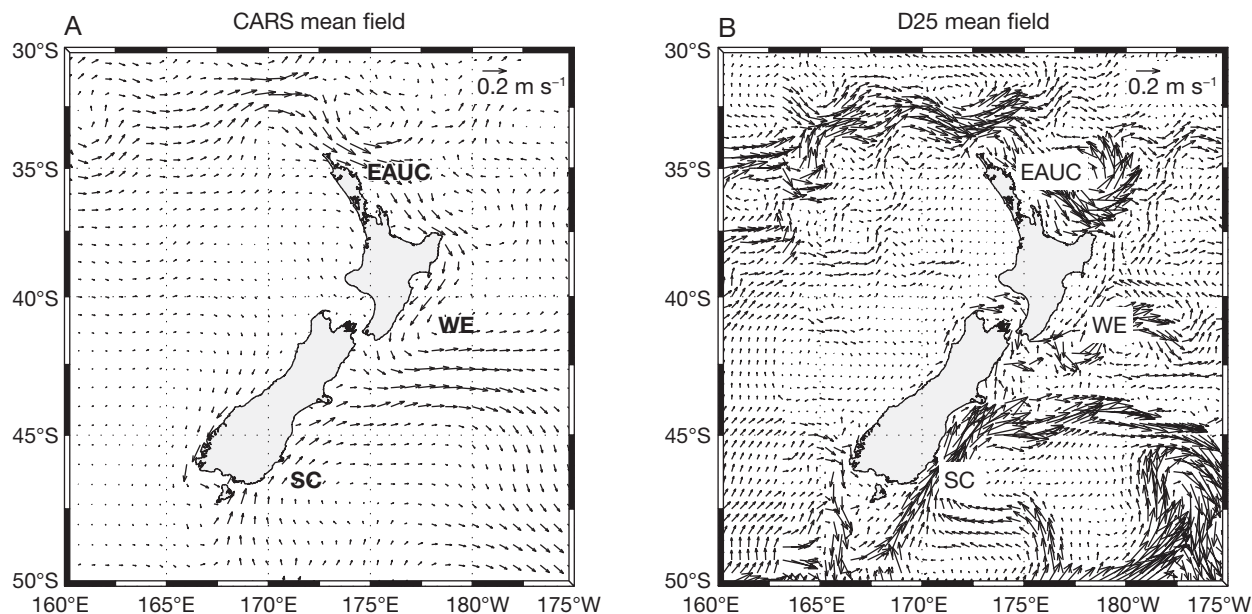 A
CARS mean field
30°S
35°S
40°S
45°S
50°S
0.2 m s⁻¹
EAUC
WE
SC
160°E 165°E 170°E 175°E 180°W 175°W
B
D25 mean field
30°S
35°S
40°S
45°S
50°S
0.2 m s⁻¹
EAUC
WE
SC
160°E 165°E 170°E 175°E 180°W 175°W